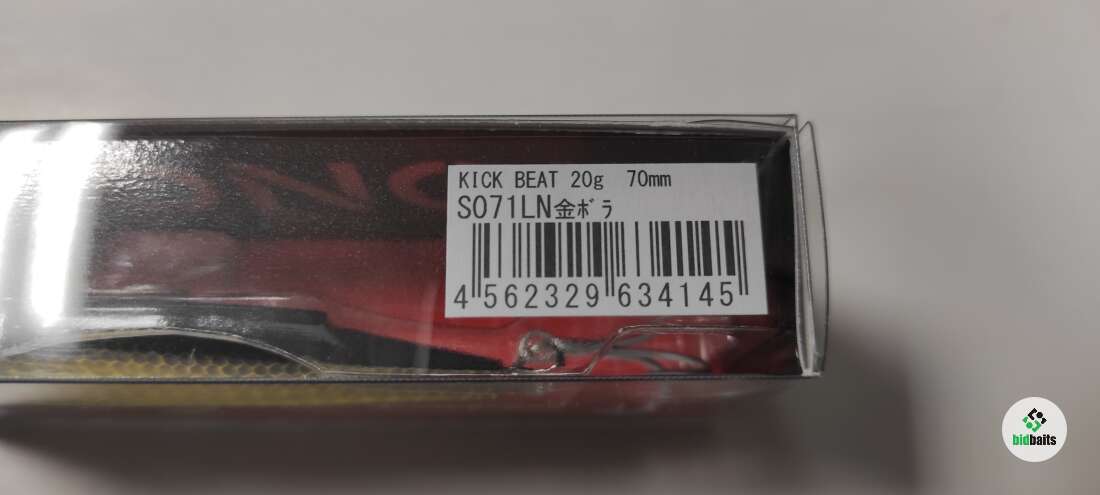 KICK BEAT 20g 70mm
S071LN金ﾎﾞﾗ
4 562329 634145
bidbaits